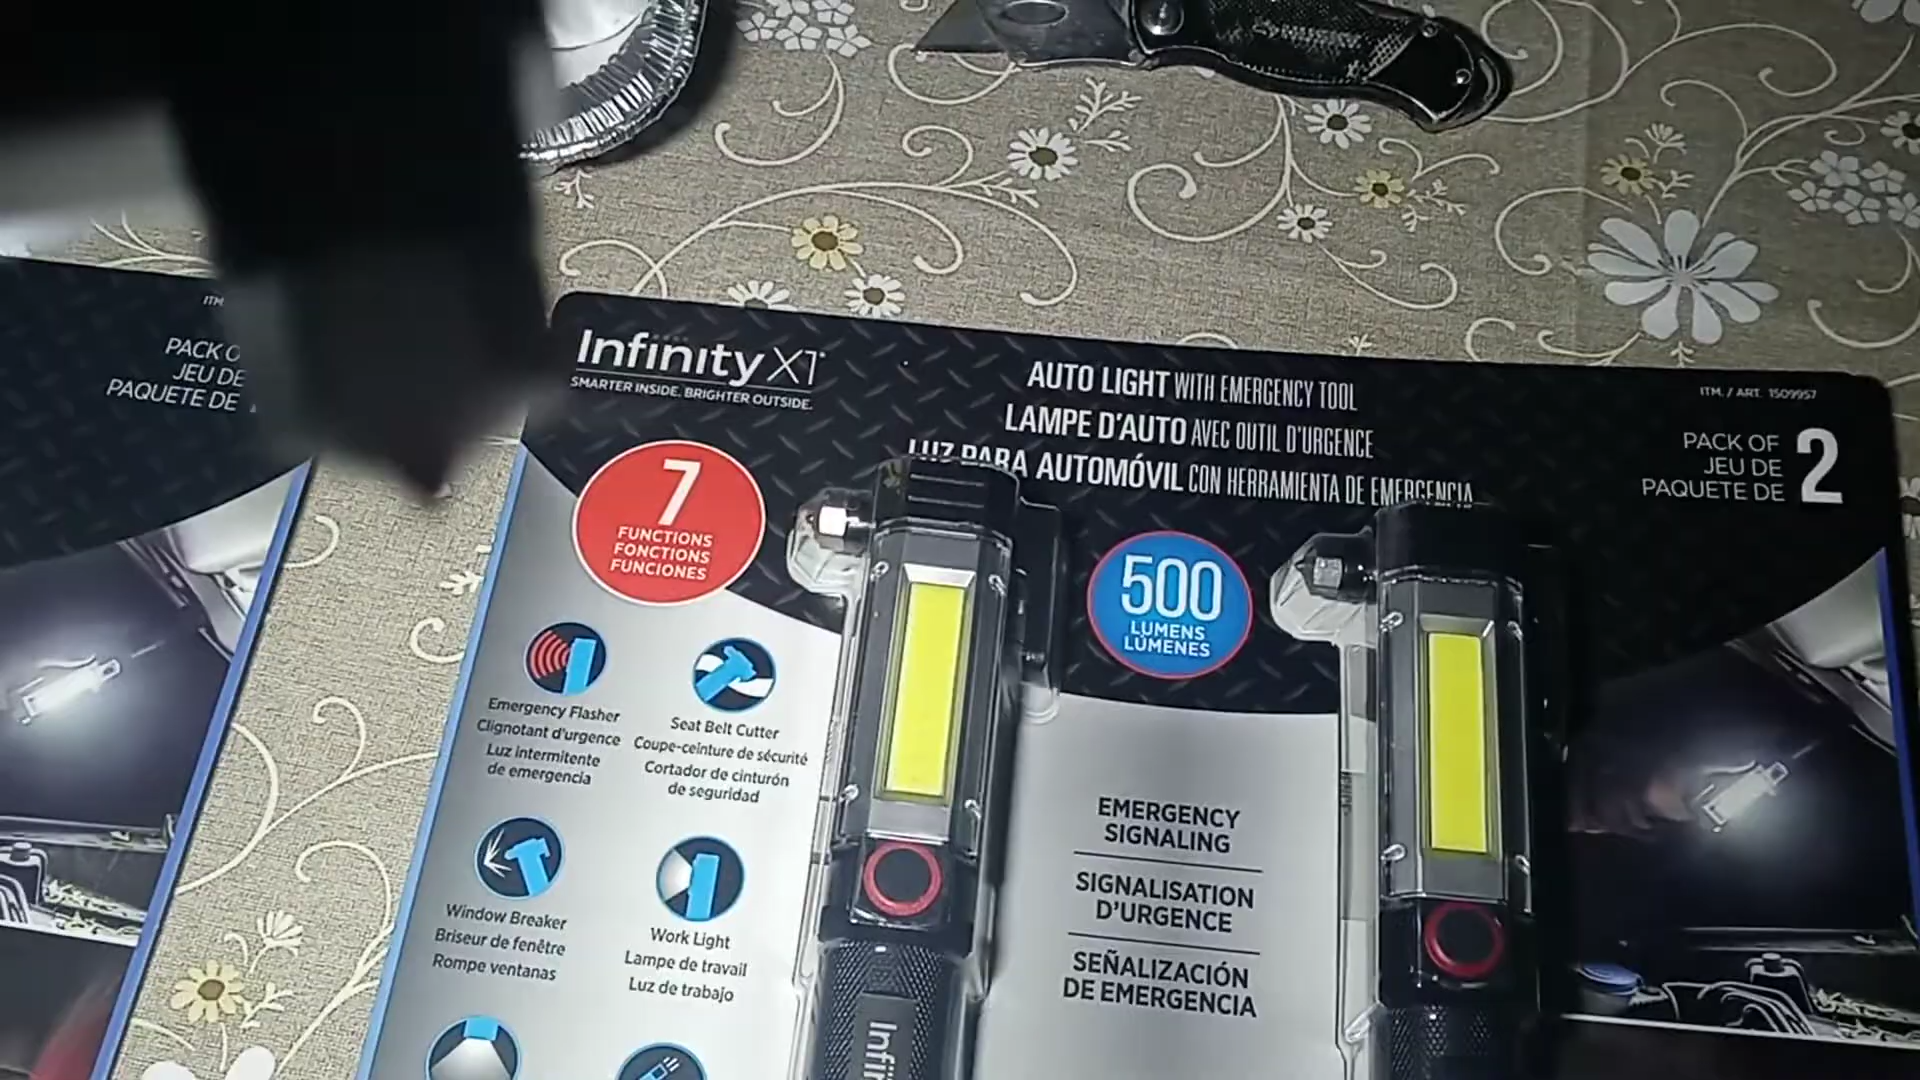 PACK O
JEU DE
PAQUETE DE
Infinity X1
SMARTER INSIDE. BRIGHTER OUTSIDE.
AUTO LIGHT WITH EMERGENCY TOOL
LAMPE D'AUTO AVEC OUTIL D'URGENCE
LUZ PARA AUTOMÓVIL CON HERRAMIENTA DE EMERGENCIA
ITM. / ART. 1509957
PACK OF
JEU DE
PAQUETE DE
2
7
FUNCTIONS
FONCTIONS
FUNCIONES
500
LUMENS
LÚMENES
Emergency Flasher
Clignotant d'urgence
Luz intermitente
de emergencia
Seat Belt Cutter
Coupe-ceinture de sécurité
Cortador de cinturón
de seguridad
Window Breaker
Briseur de fenêtre
Rompe ventanas
Work Light
Lampe de travail
Luz de trabajo
EMERGENCY
SIGNALING
SIGNALISATION
D'URGENCE
SEÑALIZACIÓN
DE EMERGENCIA
Infin